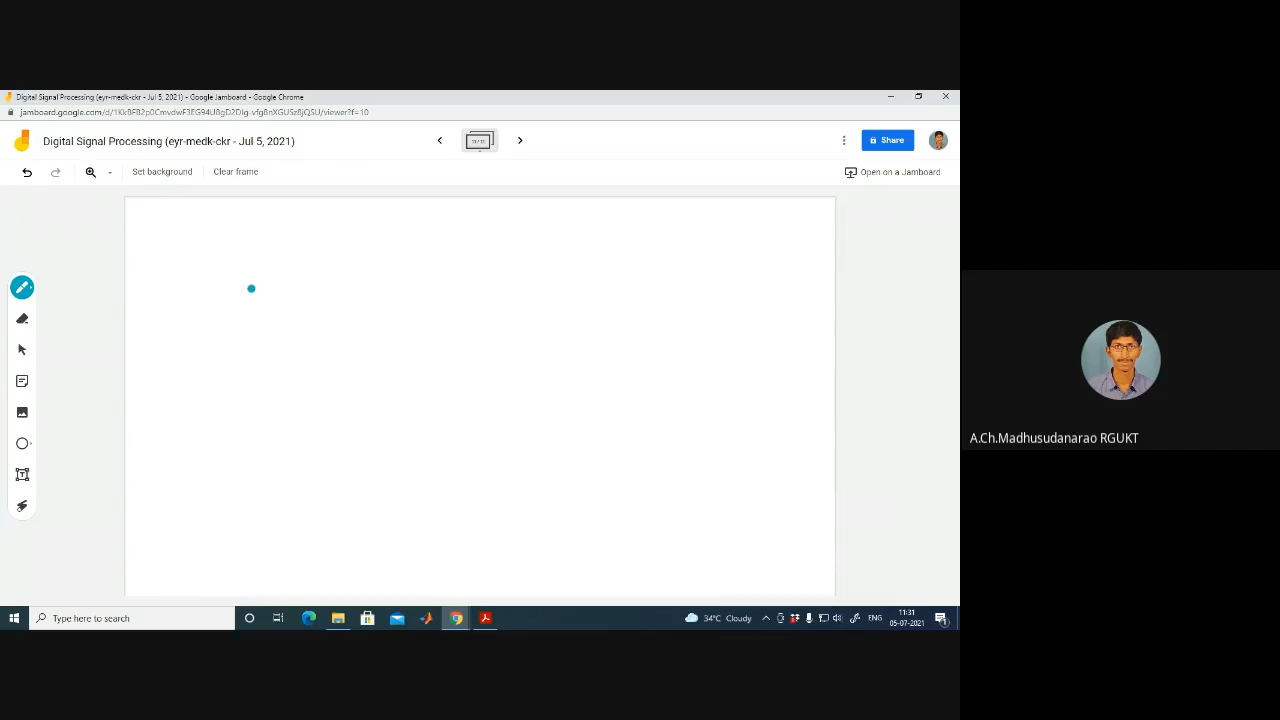 Digital Signal Processing (eyr-medk-ckr - Jul 5, 2021) - Google Jamboard - Google Chrome
Digital Signal Processing (eyr-medk-ckr - Jul 5, 2021)
11 / 11
Share
Set background
Clear frame
Open on a Jamboard
A.Ch.Madhusudanarao RGUKT
Type here to search
34°C Cloudy
ENG
11:31
05-07-2021